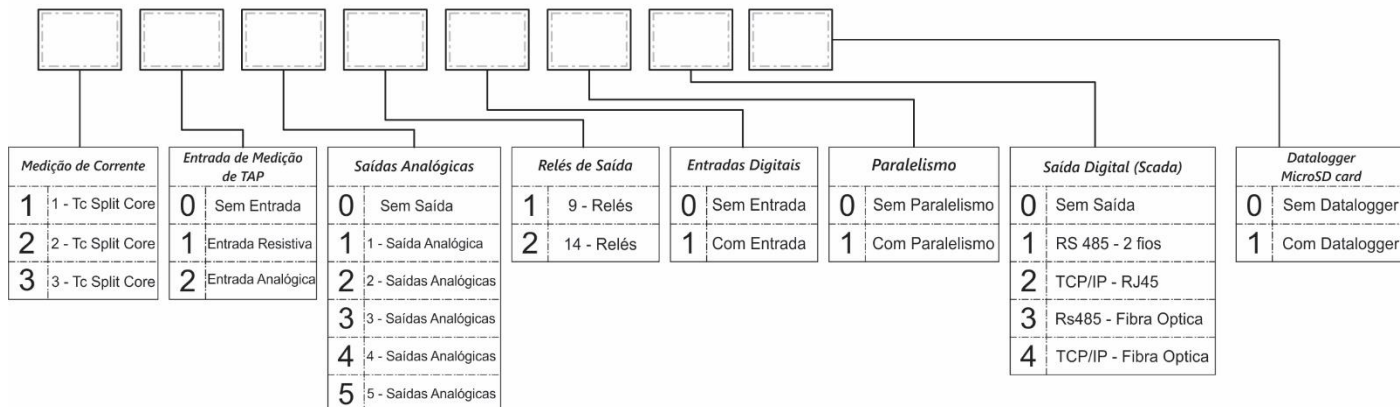 Medição de Corrente
1 1 - Tc Split Core
2 2 - Tc Split Core
3 3 - Tc Split Core
Entrada de Medição
de TAP
0 Sem Entrada
1 Entrada Resistiva
2 Entrada Analógica
Saídas Analógicas
0 Sem Saída
1 1 - Saída Analógica
2 2 - Saídas Analógicas
3 3 - Saídas Analógicas
4 4 - Saídas Analógicas
5 5 - Saídas Analógicas
Relés de Saída
1 9 - Relés
2 14 - Relés
Entradas Digitais
0 Sem Entrada
1 Com Entrada
Paralelismo
0 Sem Paralelismo
1 Com Paralelismo
Saída Digital (Scada)
0 Sem Saída
1 RS 485 - 2 fios
2 TCP/IP - RJ45
3 Rs485 - Fibra Optica
4 TCP/IP - Fibra Optica
Datalogger
MicroSD card
0 Sem Datalogger
1 Com Datalogger